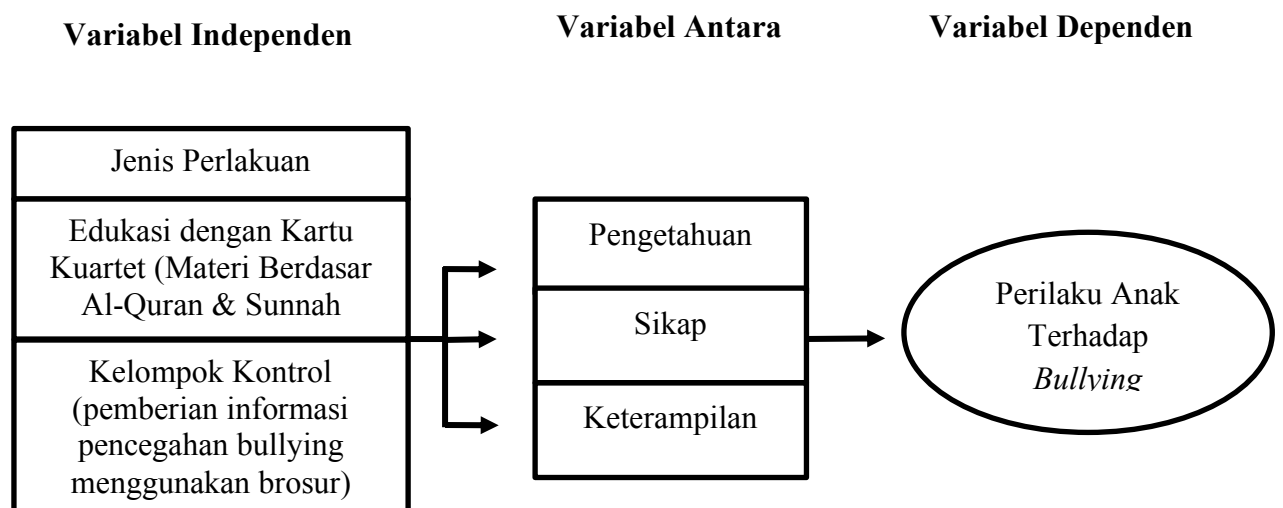 Variabel Independen
Variabel Antara
Variabel Dependen
Jenis Perlakuan
Edukasi dengan Kartu
Kuartet (Materi Berdasar
Al-Quran & Sunnah
Kelompok Kontrol
(pemberian informasi
pencegahan bullying
menggunakan brosur)
Pengetahuan
Sikap
Keterampilan
Perilaku Anak
Terhadap
Bullying